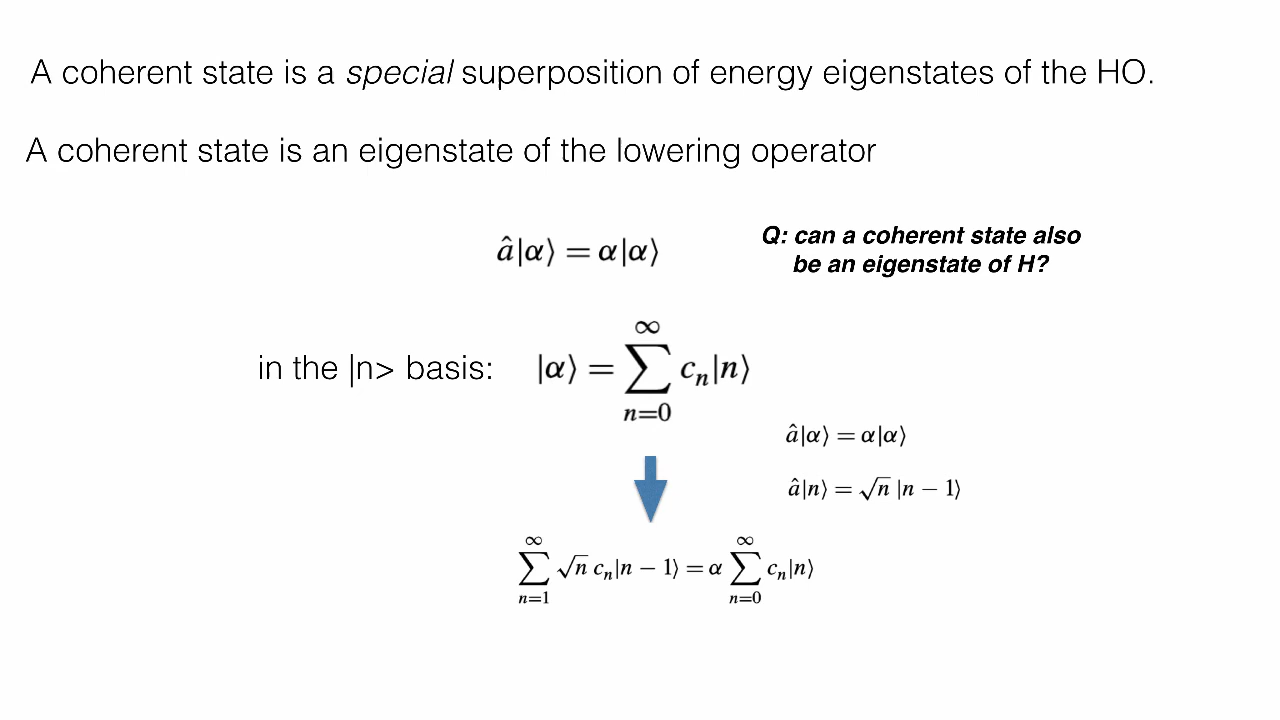 A coherent state is a special superposition of energy eigenstates of the HO.
A coherent state is an eigenstate of the lowering operator
â|α⟩ = α|α⟩
Q: can a coherent state also
be an eigenstate of H?
in the |n> basis: |α⟩ = ∑_{n=0}^{∞} c_n|n⟩
â|α⟩ = α|α⟩
â|n⟩ = √n |n − 1⟩
∑_{n=1}^{∞} √n c_n|n − 1⟩ = α ∑_{n=0}^{∞} c_n|n⟩